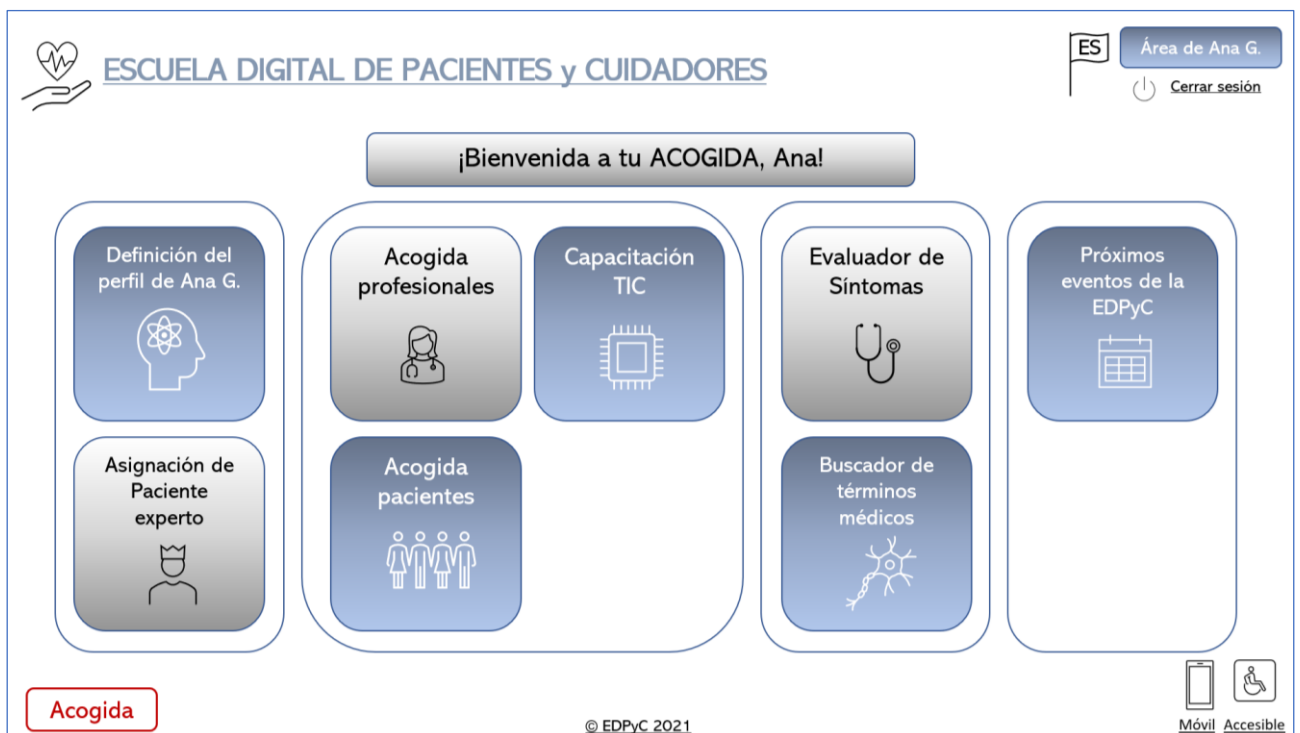 ESCUELA DIGITAL DE PACIENTES y CUIDADORES
ES
Área de Ana G.
Cerrar sesión
¡Bienvenida a tu ACOGIDA, Ana!
Definición del
perfil de Ana G.
Asignación de
Paciente
experto
Acogida
profesionales
Capacitación
TIC
Acogida
pacientes
Evaluador de
Síntomas
Buscador de
términos
médicos
Próximos
eventos de la
EDPyC
Acogida
© EDPyC 2021
Móvil
Accesible